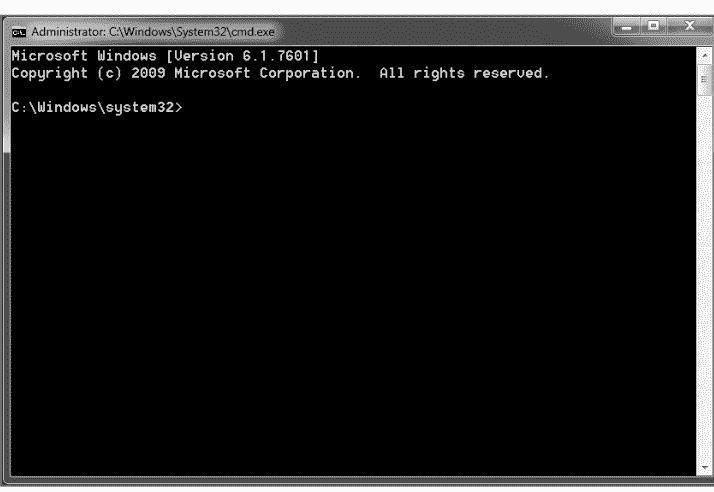 Administrator: C:\Windows\System32\cmd.exe
Microsoft Windows [Version 6.1.7601]
Copyright (c) 2009 Microsoft Corporation.  All rights reserved.
C:\Windows\system32>